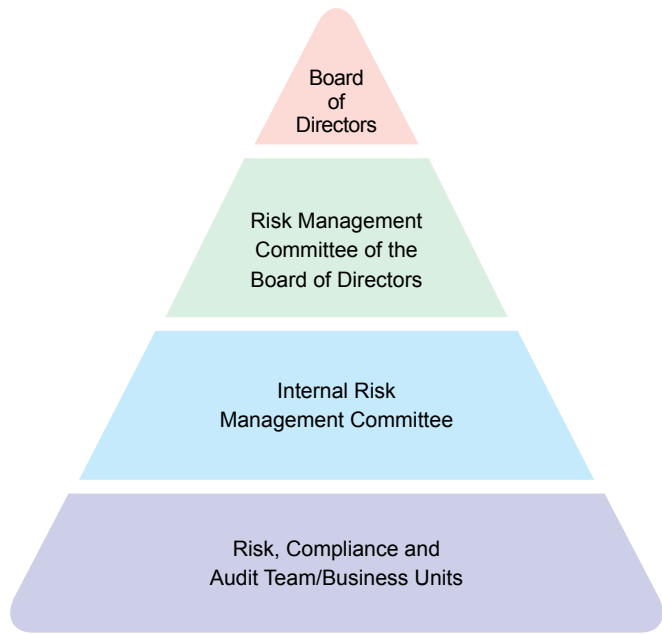 Board
of
Directors
Risk Management
Committee of the
Board of Directors
Internal Risk
Management Committee
Risk, Compliance and
Audit Team/Business Units